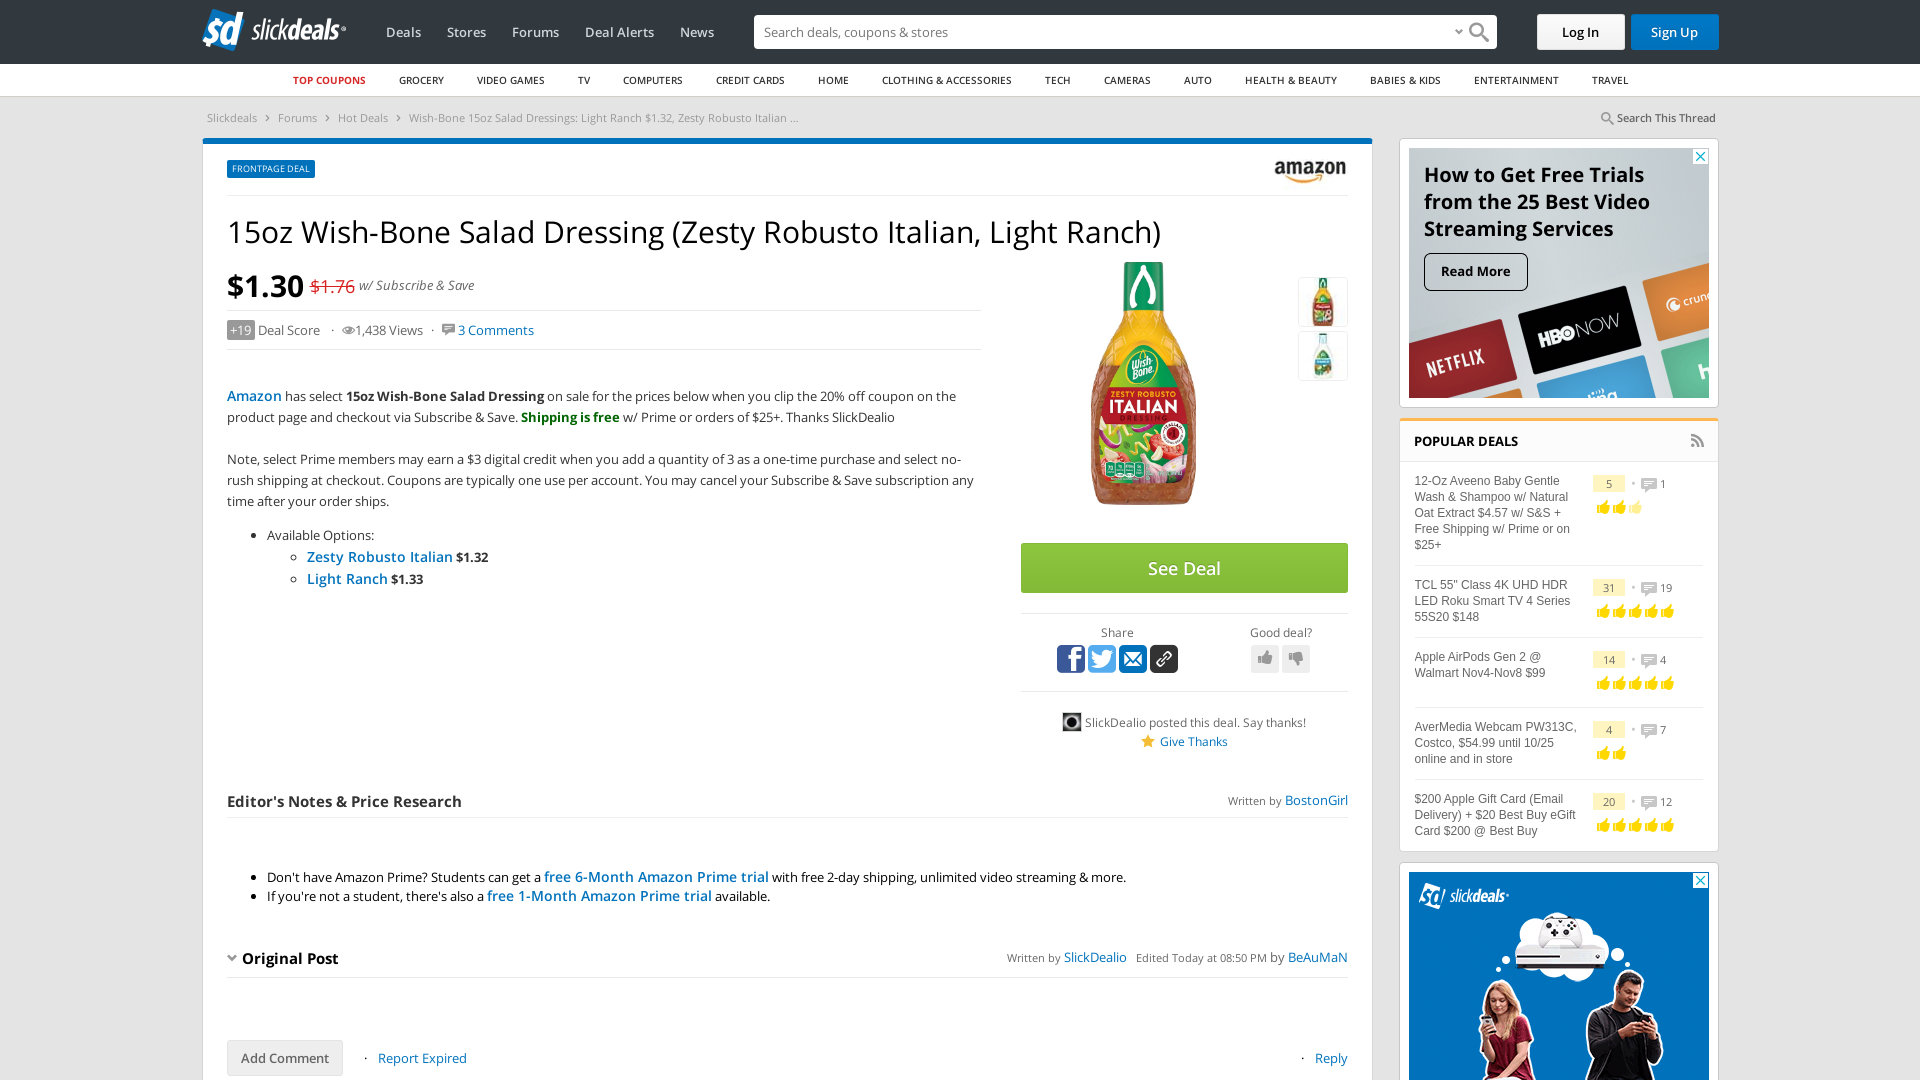 slickdeals
Deals
Stores
Forums
Deal Alerts
News
Search deals, coupons & stores
Log In
Sign Up
TOP COUPONS
GROCERY
VIDEO GAMES
TV
COMPUTERS
CREDIT CARDS
HOME
CLOTHING & ACCESSORIES
TECH
CAMERAS
AUTO
HEALTH & BEAUTY
BABIES & KIDS
ENTERTAINMENT
TRAVEL
Slickdeals > Forums > Hot Deals > Wish-Bone 15oz Salad Dressings: Light Ranch $1.32, Zesty Robusto Italian ...
Search This Thread
FRONTPAGE DEAL
amazon
15oz Wish-Bone Salad Dressing (Zesty Robusto Italian, Light Ranch)
$1.30 $1.76 w/ Subscribe & Save
+19 Deal Score · 1,438 Views · 3 Comments
Amazon has select 15oz Wish-Bone Salad Dressing on sale for the prices below when you clip the 20% off coupon on the
product page and checkout via Subscribe & Save. Shipping is free w/ Prime or orders of $25+. Thanks SlickDealio
Note, select Prime members may earn a $3 digital credit when you add a quantity of 3 as a one-time purchase and select no-
rush shipping at checkout. Coupons are typically one use per account. You may cancel your Subscribe & Save subscription any
time after your order ships.
Available Options:
Zesty Robusto Italian $1.32
Light Ranch $1.33
Wish-
Bone
ZESTY ROBUSTO
ITALIAN
DRESSING
See Deal
Share
Good deal?
SlickDealio posted this deal. Say thanks!
Give Thanks
Editor's Notes & Price Research
Written by BostonGirl
Don't have Amazon Prime? Students can get a free 6-Month Amazon Prime trial with free 2-day shipping, unlimited video streaming & more.
If you're not a student, there's also a free 1-Month Amazon Prime trial available.
Original Post
Written by SlickDealio Edited Today at 08:50 PM by BeAuMaN
Add Comment
· Report Expired
· Reply
How to Get Free Trials
from the 25 Best Video
Streaming Services
Read More
NETFLIX
HBO NOW
crunc
POPULAR DEALS
12-Oz Aveeno Baby Gentle
Wash & Shampoo w/ Natural
Oat Extract $4.57 w/ S&S +
Free Shipping w/ Prime or on
$25+
5 · 1
TCL 55" Class 4K UHD HDR
LED Roku Smart TV 4 Series
55S20 $148
31 · 19
Apple AirPods Gen 2 @
Walmart Nov4-Nov8 $99
14 · 4
AverMedia Webcam PW313C,
Costco, $54.99 until 10/25
online and in store
4 · 7
$200 Apple Gift Card (Email
Delivery) + $20 Best Buy eGift
Card $200 @ Best Buy
20 · 12
slickdeals